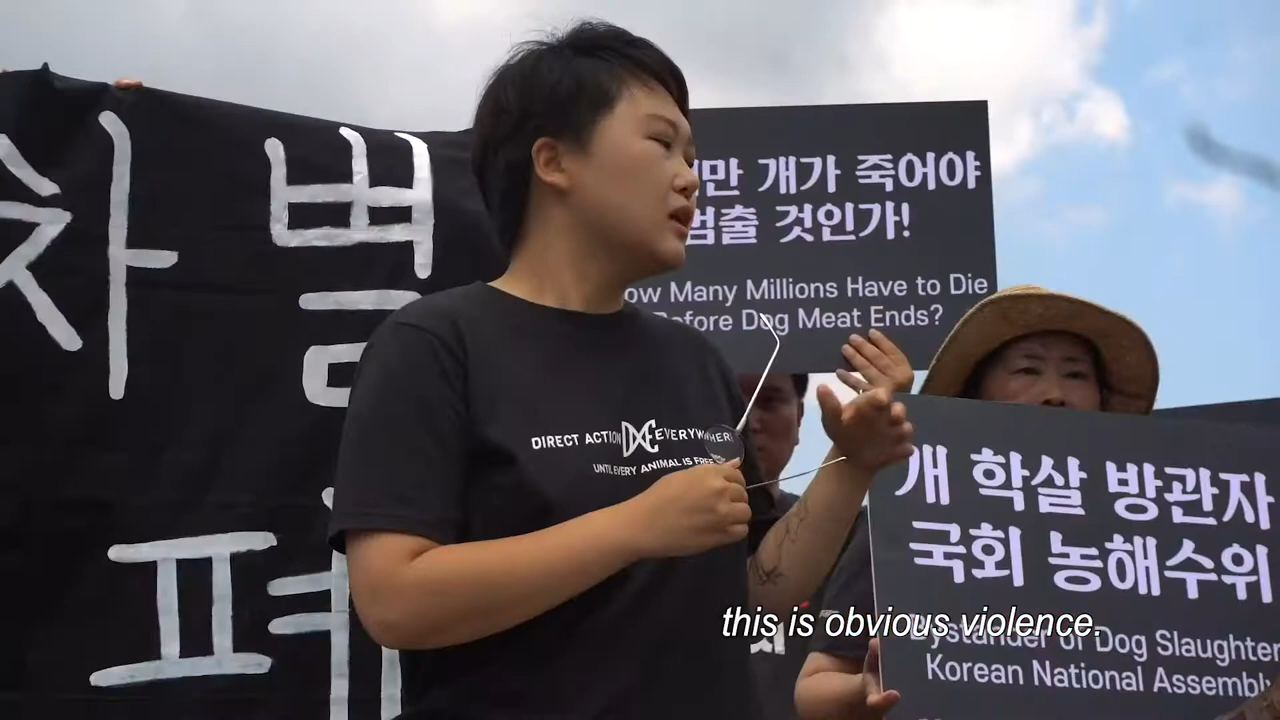 차별
만 개가 죽어야
멈출 것인가!
How Many Millions Have to Die
Before Dog Meat Ends?
DIRECT ACTION DXE EVERYWHERE
UNTIL EVERY ANIMAL IS FREE
개 학살 방관자
국회 농해수위
Bystander of Dog Slaughter
Korean National Assembly
this is obvious violence.